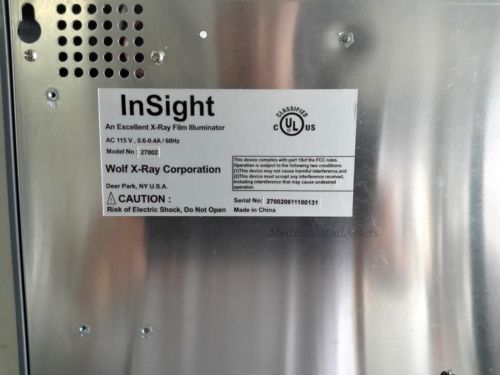 InSight
An Excellent X-Ray Film Illuminator
AC 115 V , 0.6-0.4A / 60Hz
Model No 27002
Wolf X-Ray Corporation
Deer Park, NY U.S.A.
CAUTION :
Risk of Electric Shock, Do Not Open
CLASSIFIED
C UL US
This device complies with part 18of the FCC rules.
Operation is subject to the following two conditions:
(1)This device may not cause harmful interference,and
(2)This device must accept any interference received,
including interference that may cause undesired
operation.
Serial No: 270020611100131
Made in China
MedEssentialAssets